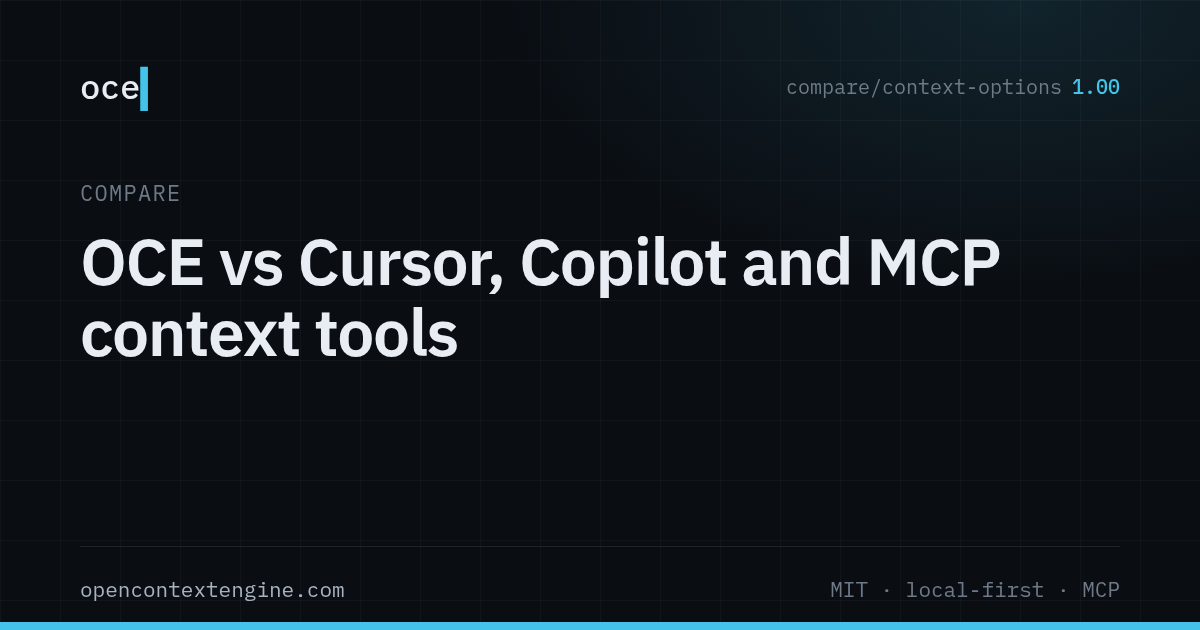 oce
compare/context-options 1.00
COMPARE
OCE vs Cursor, Copilot and MCP
context tools
opencontextengine.com
MIT · local-first · MCP